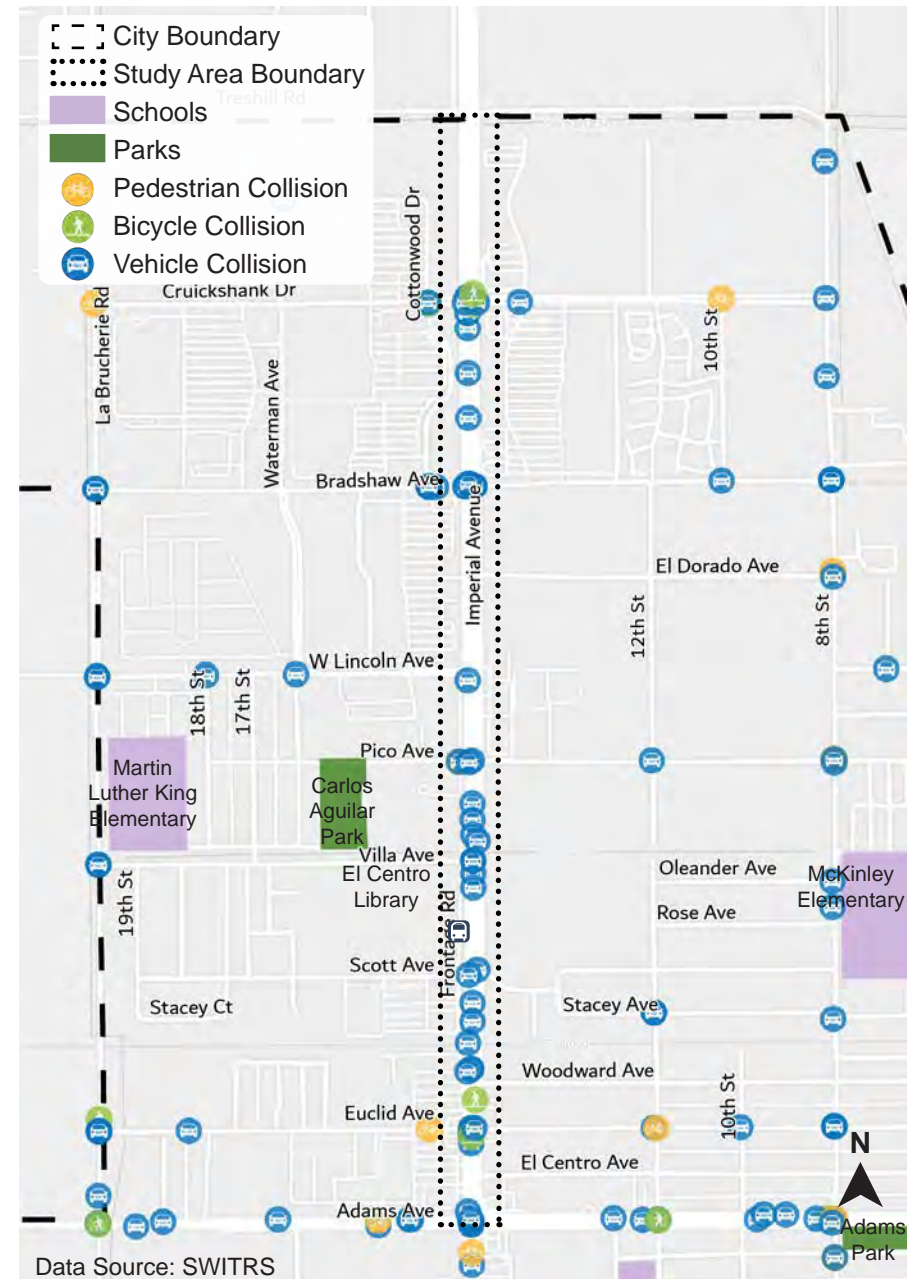 City Boundary
Study Area Boundary
Treshill Rd
Schools
Parks
Pedestrian Collision
Bicycle Collision
Vehicle Collision
Cruickshank Dr
Cottonwood Dr
La Brucherie Rd
10th St
Waterman Ave
Bradshaw Ave
Imperial Avenue
El Dorado Ave
12th St
8th St
W Lincoln Ave
18th St
17th St
Pico Ave
Martin
Luther King
Elementary
Carlos
Aguilar
Park
Villa Ave
El Centro
Library
Oleander Ave
McKinley
Elementary
19th St
Rose Ave
Frontage Rd
Scott Ave
Stacey Ct
Stacey Ave
Woodward Ave
Euclid Ave
10th St
N
El Centro Ave
Adams Ave
Adams
Park
Data Source: SWITRS